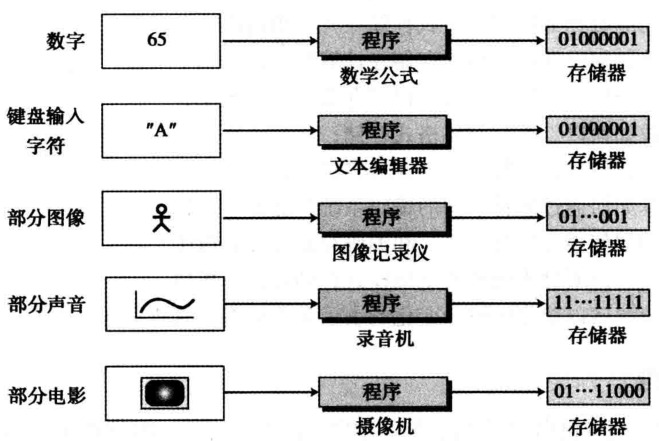 数字 65 程序 01000001
数学公式 存储器
键盘输入
字符 "A" 程序 01000001
文本编辑器 存储器
部分图像 程序 01···001
图像记录仪 存储器
部分声音 程序 11···11111
录音机 存储器
部分电影 程序 01···11000
摄像机 存储器